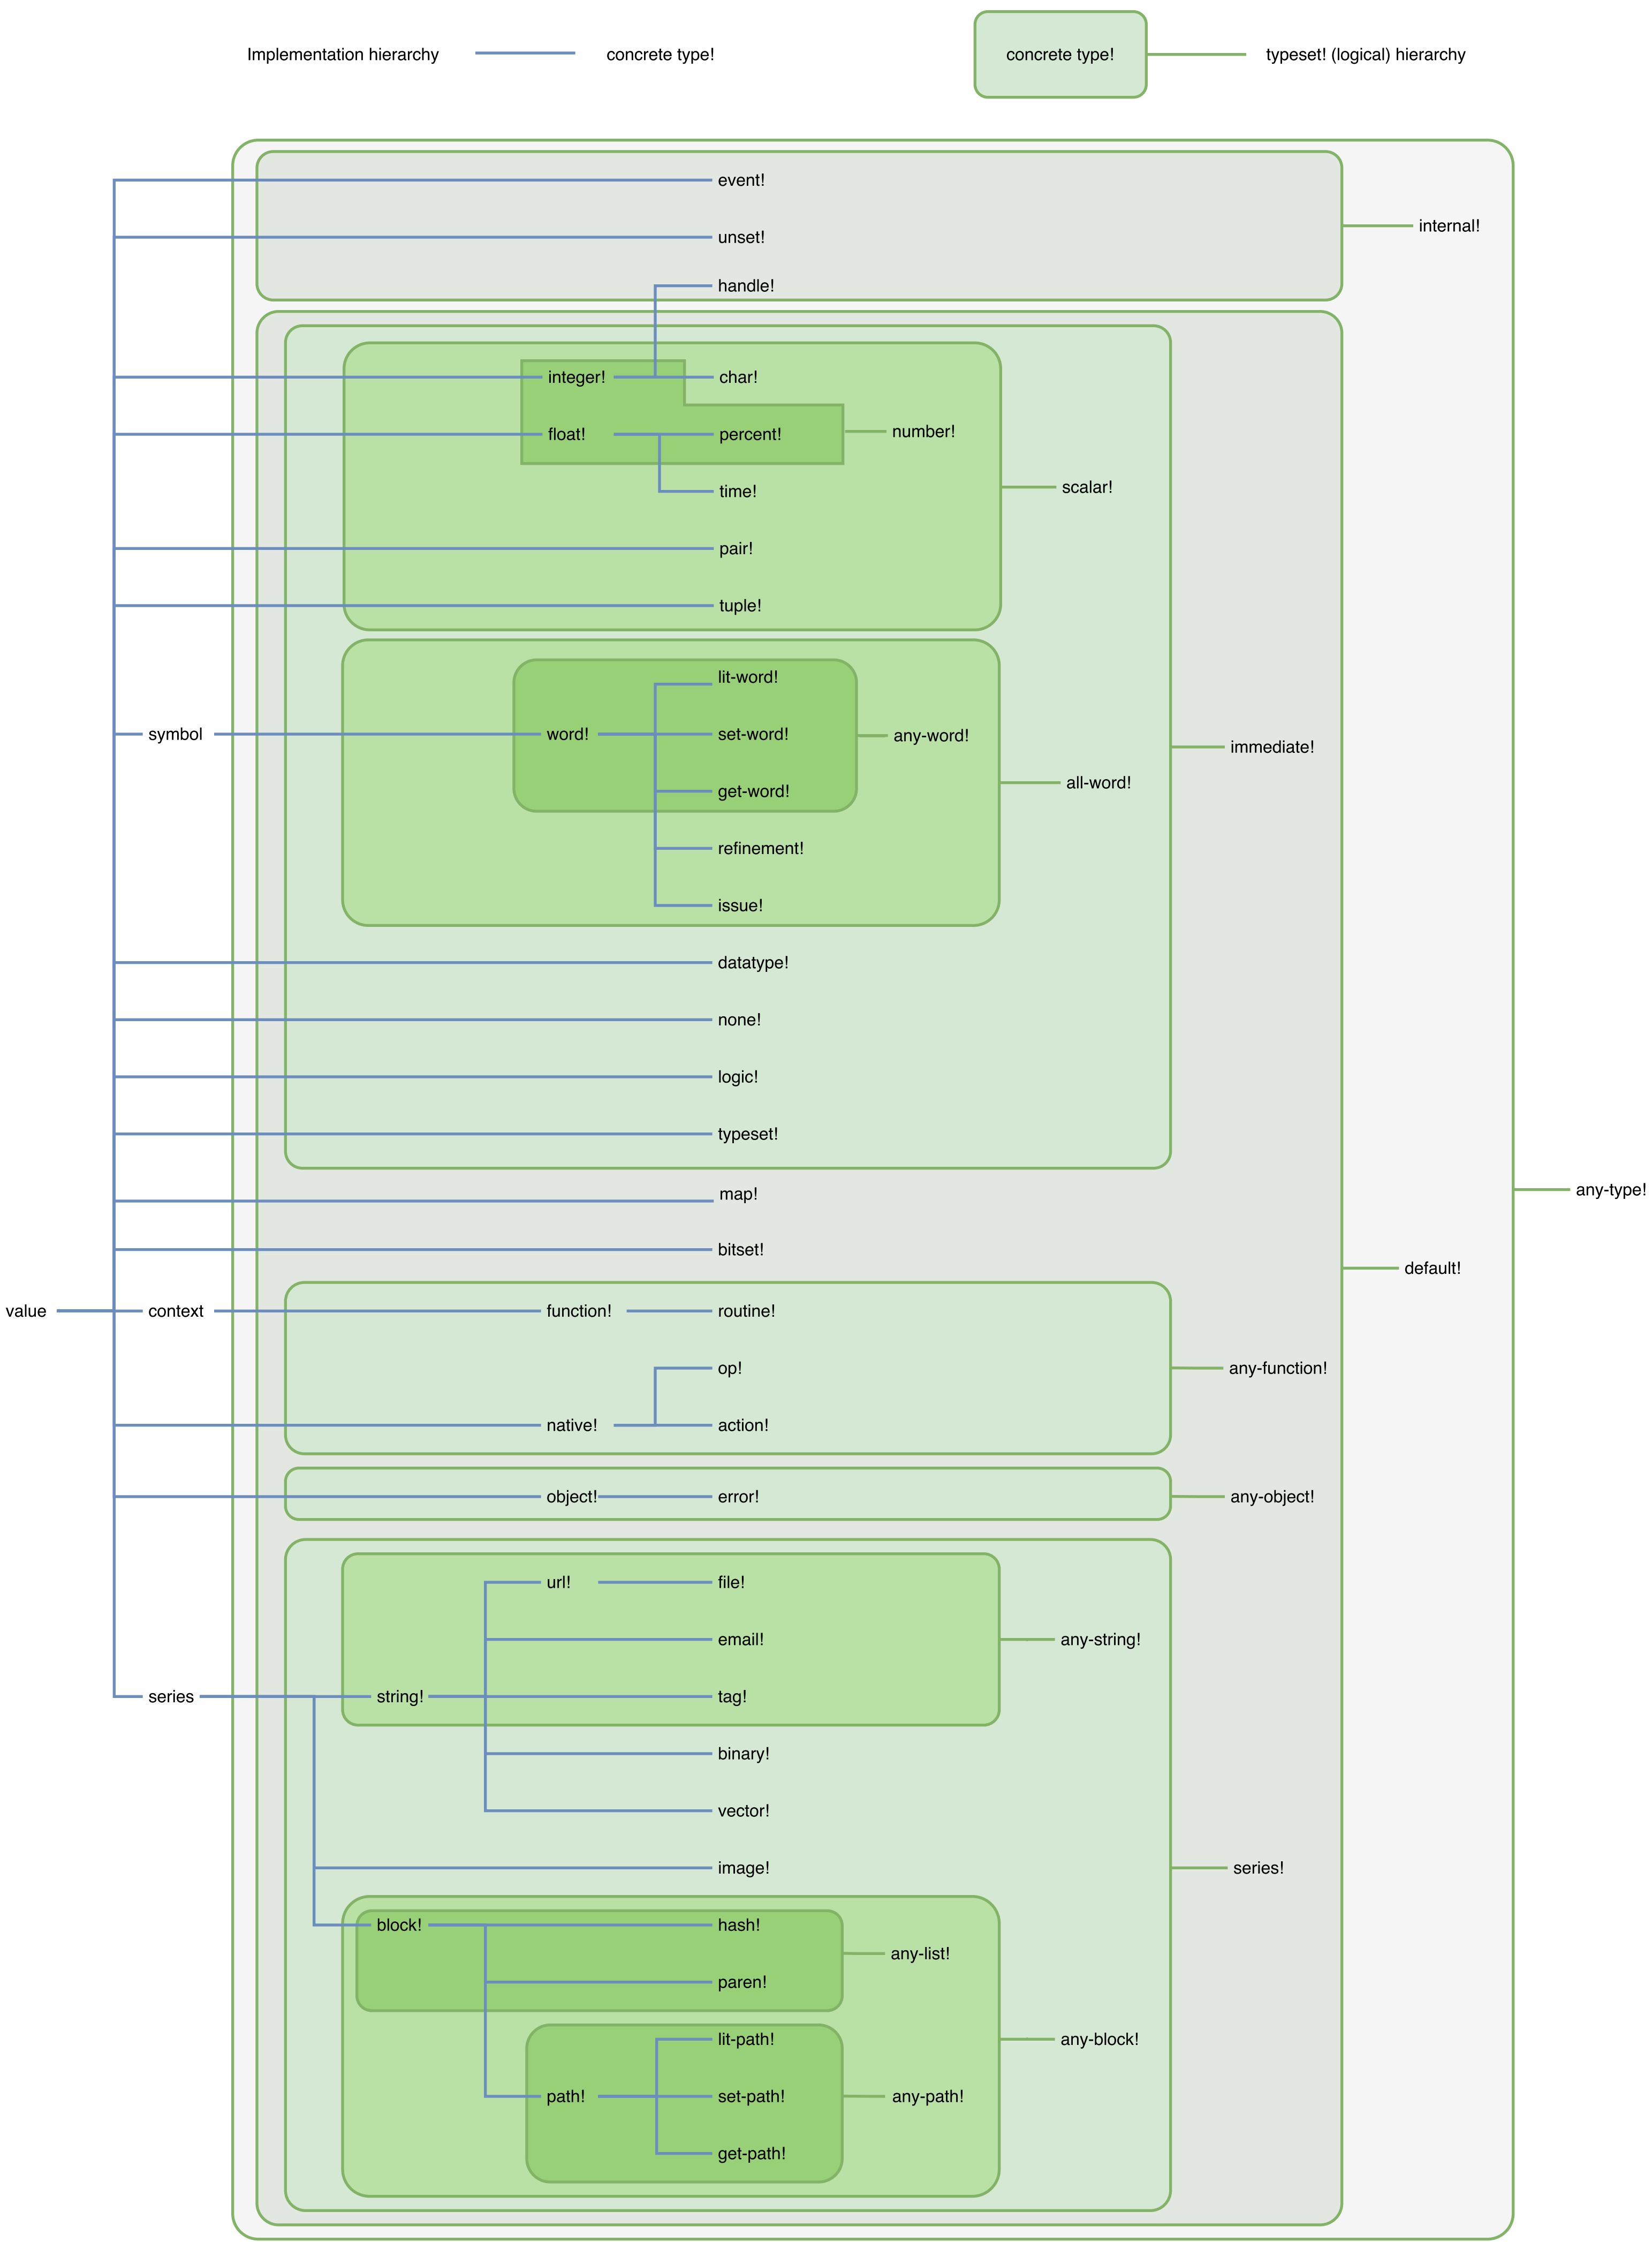 Implementation hierarchy concrete type! concrete type! typeset! (logical) hierarchy
event!
internal!
unset!
handle!
integer! char!
float! percent! number!
time! scalar!
pair!
tuple!
lit-word!
symbol word! set-word! any-word!
immediate!
all-word!
get-word!
refinement!
issue!
datatype!
none!
logic!
typeset!
map! any-type!
bitset!
default!
value context function! routine!
op! any-function!
native! action!
object! error! any-object!
url! file!
email! any-string!
series string! tag!
binary!
vector!
image! series!
block! hash!
any-list!
paren!
lit-path! any-block!
path! set-path! any-path!
get-path!